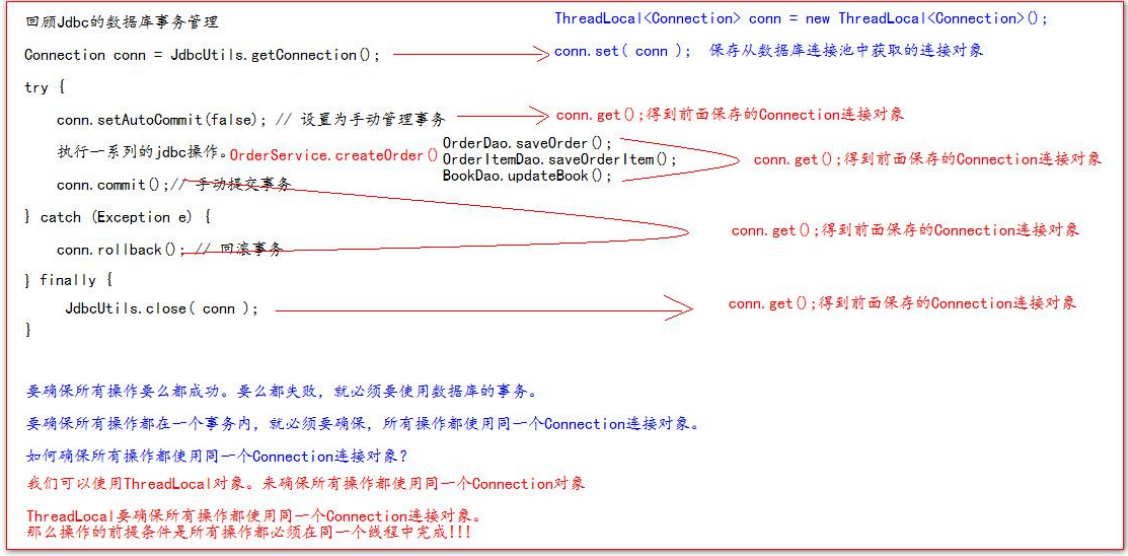 回顾Jdbc的数据库事务管理
ThreadLocal<Connection> conn = new ThreadLocal<Connection>();
Connection conn = JdbcUtils.getConnection();
conn.set( conn ); 保存从数据库连接池中获取的连接对象
try {
conn.setAutoCommit(false); // 设置为手动管理事务
conn.get();得到前面保存的Connection连接对象
执行一系列的jdbc操作。OrderService.createOrder()
OrderDao.saveOrder();
OrderItemDao.saveOrderItem();
BookDao.updateBook();
conn.get();得到前面保存的Connection连接对象
conn.commit();// 手动提交事务
} catch (Exception e) {
conn.rollback(); // 回滚事务
conn.get();得到前面保存的Connection连接对象
} finally {
JdbcUtils.close( conn );
conn.get();得到前面保存的Connection连接对象
}
要确保所有操作要么都成功。要么都失败，就必须要使用数据库的事务。
要确保所有操作都在一个事务内，就必须要确保，所有操作都使用同一个Connection连接对象。
如何确保所有操作都使用同一个Connection连接对象？
我们可以使用ThreadLocal对象。来确保所有操作都使用同一个Connection对象
ThreadLocal要确保所有操作都使用同一个Connection连接对象。
那么操作的前提条件是所有操作都必须在同一个线程中完成!!!